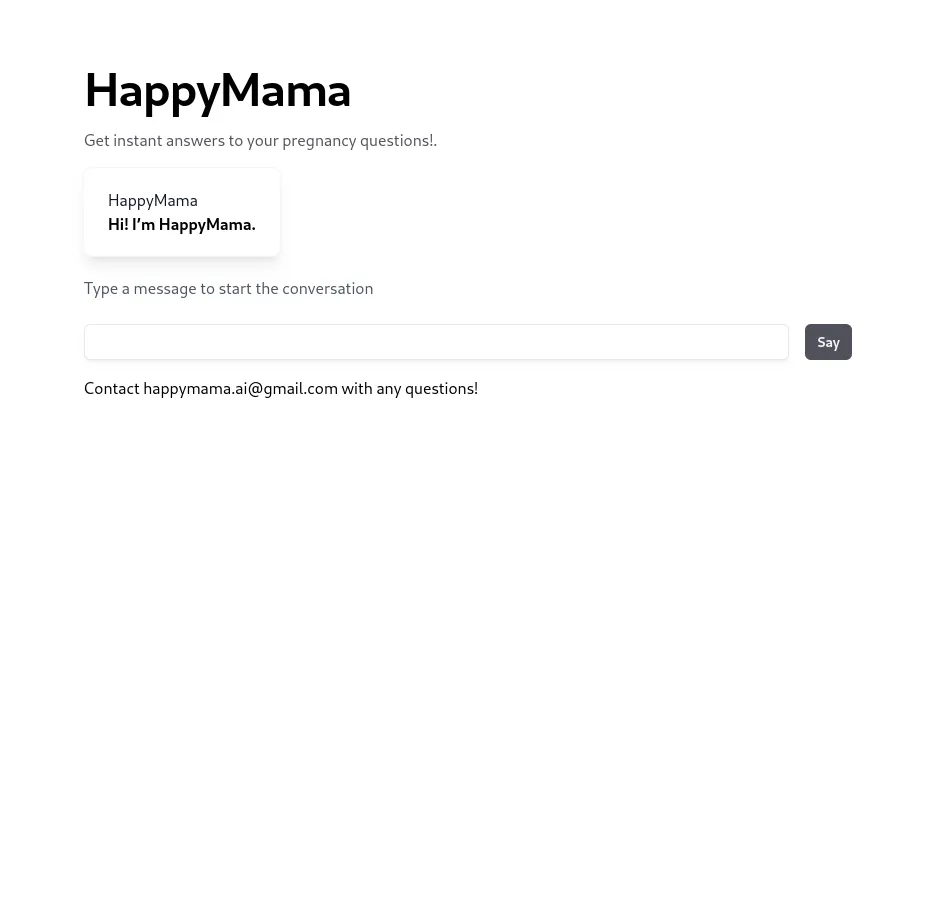 HappyMama
Get instant answers to your pregnancy questions!.
HappyMama
Hi! I’m HappyMama.
Type a message to start the conversation
Say
Contact happymama.ai@gmail.com with any questions!